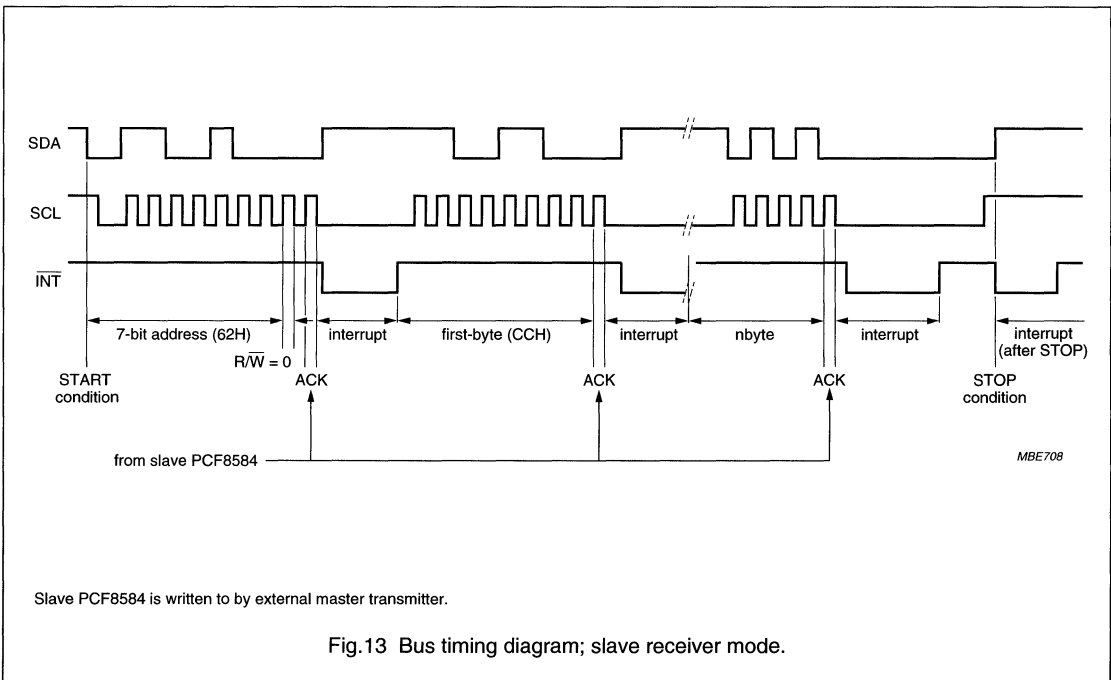 SDA
SCL
INT
7-bit address (62H)
interrupt
first-byte (CCH)
interrupt
nbyte
interrupt
interrupt
(after STOP)
R/W = 0
START
condition
ACK
ACK
ACK
STOP
condition
from slave PCF8584
MBE708
Slave PCF8584 is written to by external master transmitter.
Fig.13 Bus timing diagram; slave receiver mode.